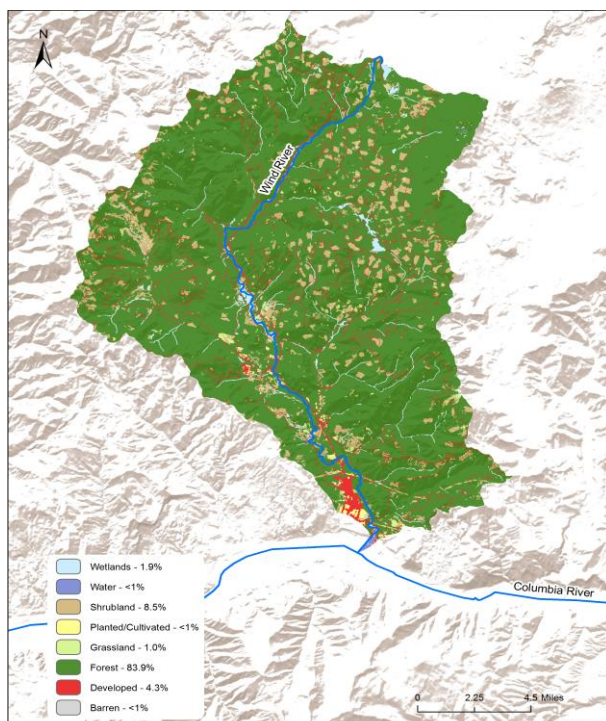 N
Wind River
Columbia River
Wetlands - 1.9%
Water - <1%
Shrubland - 8.5%
Planted/Cultivated - <1%
Grassland - 1.0%
Forest - 83.9%
Developed - 4.3%
Barren - <1%
0 2.25 4.5 Miles